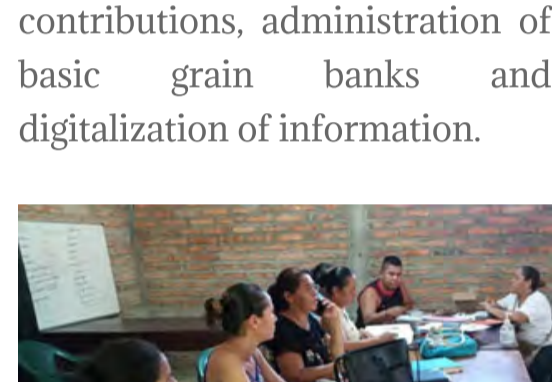 contributions, administration of
basic grain banks and
digitalization of information.